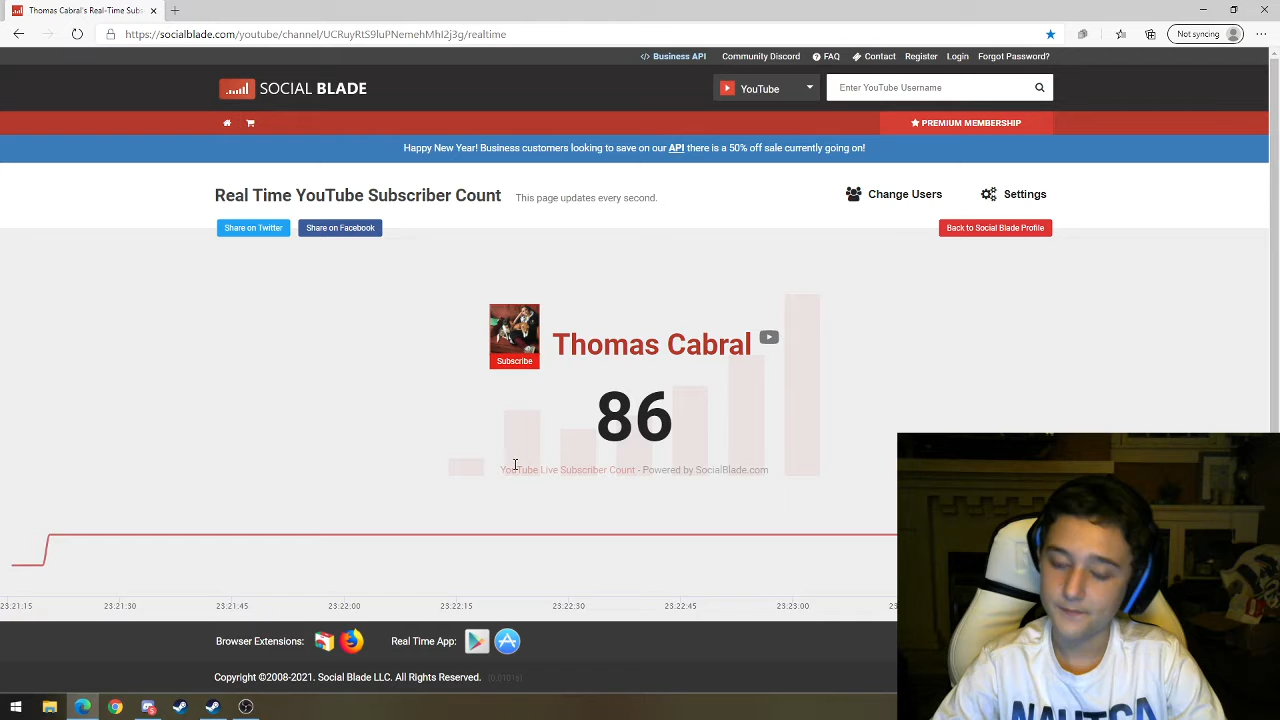 Thomas Cabral's Real-Time Subs
https://socialblade.com/youtube/channel/UCRuyRtS9luPNemehMhI2j3g/realtime
Not syncing
Business API Community Discord FAQ Contact Register Login Forgot Password?
SOCIAL BLADE
YouTube
Enter YouTube Username
PREMIUM MEMBERSHIP
Happy New Year! Business customers looking to save on our API there is a 50% off sale currently going on!
Real Time YouTube Subscriber Count This page updates every second.
Change Users Settings
Share on Twitter Share on Facebook Back to Social Blade Profile
Thomas Cabral
Subscribe
86
YouTube Live Subscriber Count - Powered by SocialBlade.com
23:21:15 23:21:30 23:21:45 23:22:00 23:22:15 23:22:30 23:22:45 23:23:00
Browser Extensions: Real Time App:
Copyright ©2008-2021. Social Blade LLC. All Rights Reserved. (0.0101s)
NAUTICA